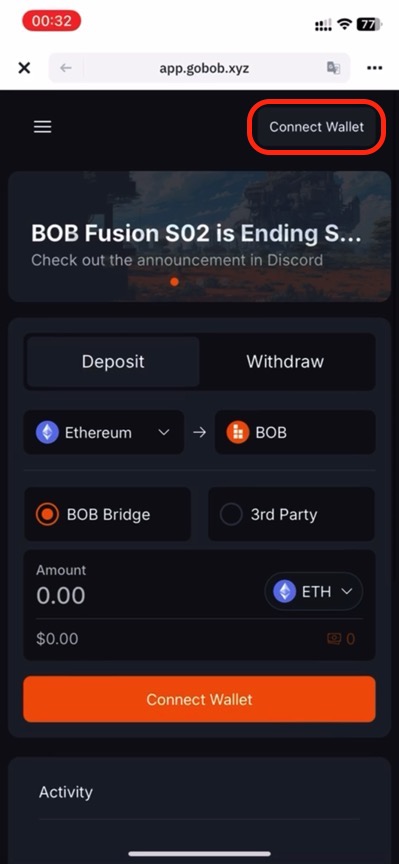 00:32
77
app.gobob.xyz
Connect Wallet
BOB Fusion S02 is Ending S...
Check out the announcement in Discord
Deposit
Withdraw
Ethereum
BOB
BOB Bridge
3rd Party
Amount
0.00
ETH
$0.00
0
Connect Wallet
Activity